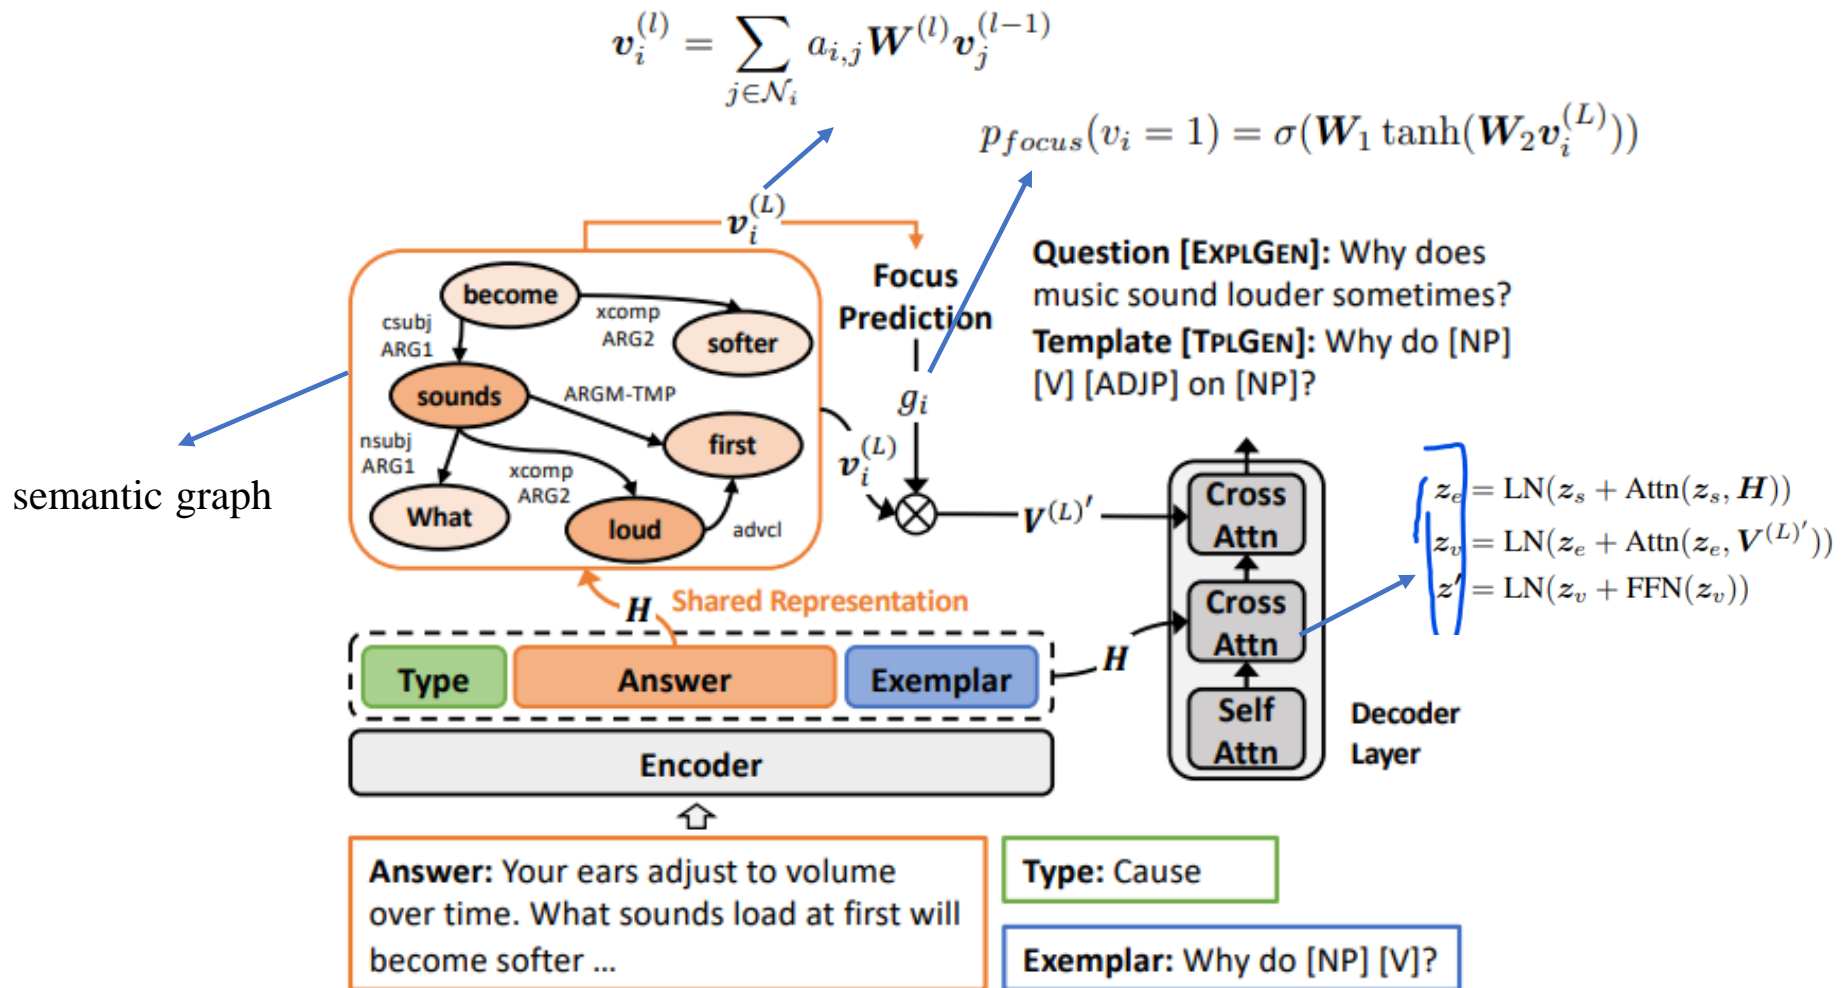 v_i^{(l)} = \sum_{j \in \mathcal{N}_i} a_{i,j} W^{(l)} v_j^{(l-1)}
p_{focus}(v_i = 1) = \sigma(W_1 \tanh(W_2 v_i^{(L)}))
v_i^{(L)}
Focus
Prediction
Question [EXPLGEN]: Why does
music sound louder sometimes?
Template [TPLGEN]: Why do [NP]
[V] [ADJP] on [NP]?
become
csubj
ARG1
xcomp
ARG2
softer
sounds
ARGM-TMP
first
nsubj
ARG1
xcomp
ARG2
What
loud
advcl
semantic graph
g_i
v_i^{(L)}
⊗
V^{(L)'}
Cross
Attn
Cross
Attn
Self
Attn
Decoder
Layer
z_e = LN(z_s + Attn(z_s, H))
z_v = LN(z_e + Attn(z_e, V^{(L)'}))
z' = LN(z_v + FFN(z_v))
H
Shared Representation
Type
Answer
Exemplar
H
Encoder
Answer: Your ears adjust to volume
over time. What sounds load at first will
become softer ...
Type: Cause
Exemplar: Why do [NP] [V]?